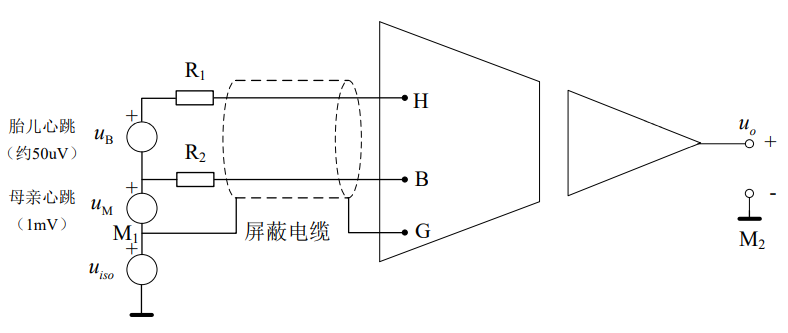 R1
H
胎儿心跳
(约50uV)
+
uB
R2
B
母亲心跳
(1mV)
+
uM
M1
+
屏蔽电缆
G
uiso
uo
+
-
M2